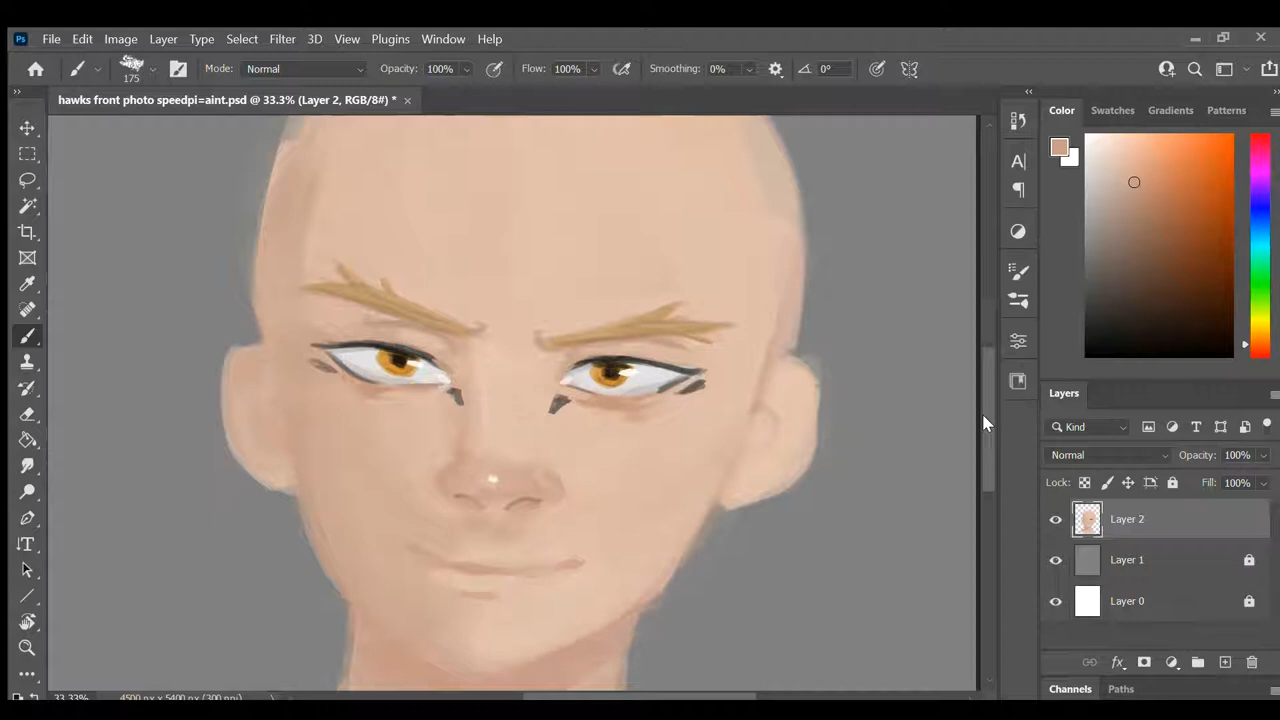 Ps File Edit Image Layer Type Select Filter 3D View Plugins Window Help
175 Mode: Normal Opacity: 100% Flow: 100% Smoothing: 0% 0°
hawks front photo speedpi=aint.psd @ 33.3% (Layer 2, RGB/8#) *
Color Swatches Gradients Patterns
Layers
Kind
Normal Opacity: 100%
Lock: Fill: 100%
Layer 2
Layer 1
Layer 0
fx
Channels Paths
33.33% 4500 px x 5400 px (300 ppi)